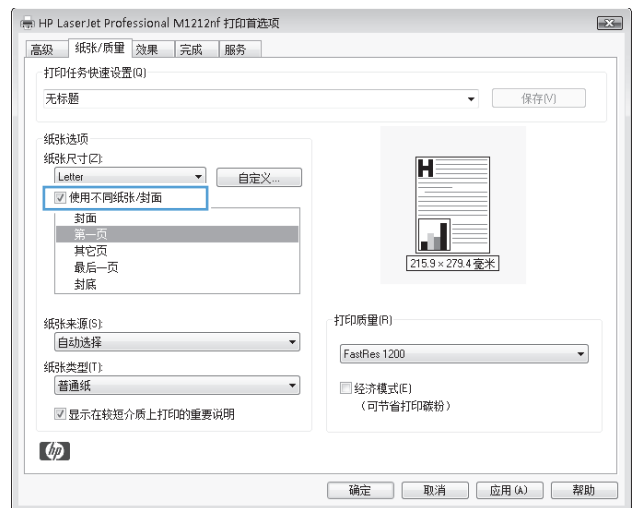 HP LaserJet Professional M1212nf 打印首选项
高级 纸张/质量 效果 完成 服务
打印任务快速设置(Q)
无标题
保存(V)
纸张选项
纸张尺寸(Z):
Letter
自定义...
使用不同纸张/封面
封面
第一页
其它页
最后一页
封底
H
215.9 × 279.4 毫米
纸张来源(S):
自动选择
纸张类型(T):
普通纸
显示在较短介质上打印的重要说明
打印质量(R)
FastRes 1200
经济模式(E)
(可节省打印碳粉)
hp
确定 取消 应用(A) 帮助